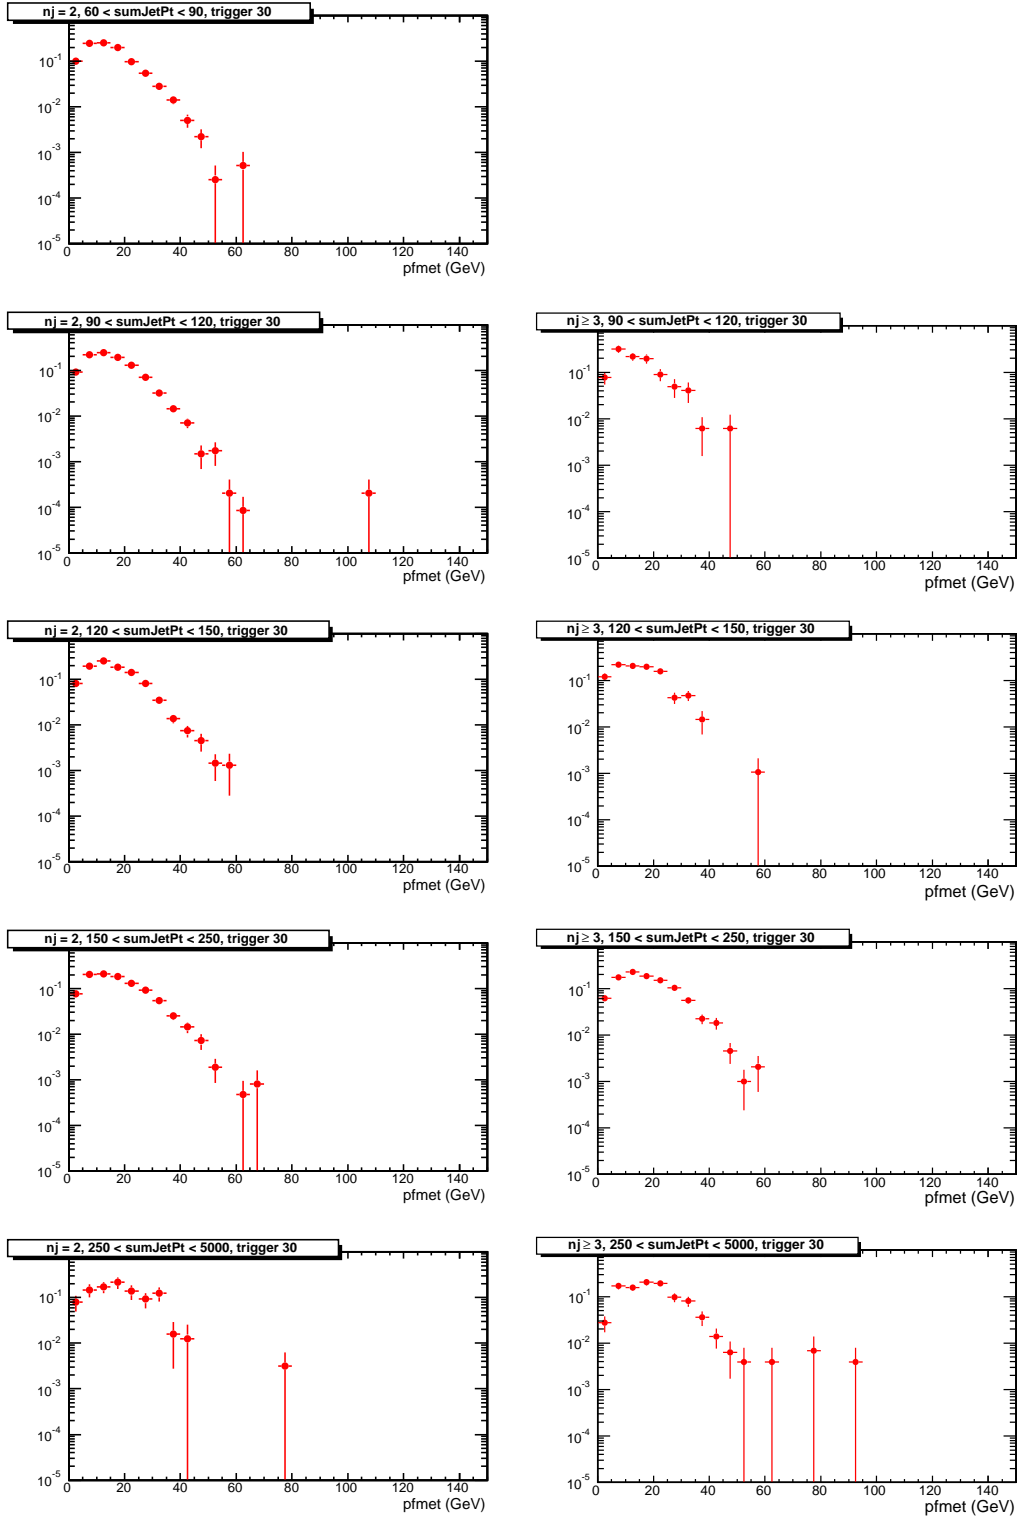 nj = 2, 60 < sumJetPt < 90, trigger 30
10^-1
10^-2
10^-3
10^-4
10^-5
0 20 40 60 80 100 120 140
pfmet (GeV)
nj = 2, 90 < sumJetPt < 120, trigger 30
10^-1
10^-2
10^-3
10^-4
10^-5
0 20 40 60 80 100 120 140
pfmet (GeV)
nj ≥ 3, 90 < sumJetPt < 120, trigger 30
10^-1
10^-2
10^-3
10^-4
10^-5
0 20 40 60 80 100 120 140
pfmet (GeV)
nj = 2, 120 < sumJetPt < 150, trigger 30
10^-1
10^-2
10^-3
10^-4
10^-5
0 20 40 60 80 100 120 140
pfmet (GeV)
nj ≥ 3, 120 < sumJetPt < 150, trigger 30
10^-1
10^-2
10^-3
10^-4
10^-5
0 20 40 60 80 100 120 140
pfmet (GeV)
nj = 2, 150 < sumJetPt < 250, trigger 30
10^-1
10^-2
10^-3
10^-4
10^-5
0 20 40 60 80 100 120 140
pfmet (GeV)
nj ≥ 3, 150 < sumJetPt < 250, trigger 30
10^-1
10^-2
10^-3
10^-4
10^-5
0 20 40 60 80 100 120 140
pfmet (GeV)
nj = 2, 250 < sumJetPt < 5000, trigger 30
10^-1
10^-2
10^-3
10^-4
10^-5
0 20 40 60 80 100 120 140
pfmet (GeV)
nj ≥ 3, 250 < sumJetPt < 5000, trigger 30
10^-1
10^-2
10^-3
10^-4
10^-5
0 20 40 60 80 100 120 140
pfmet (GeV)